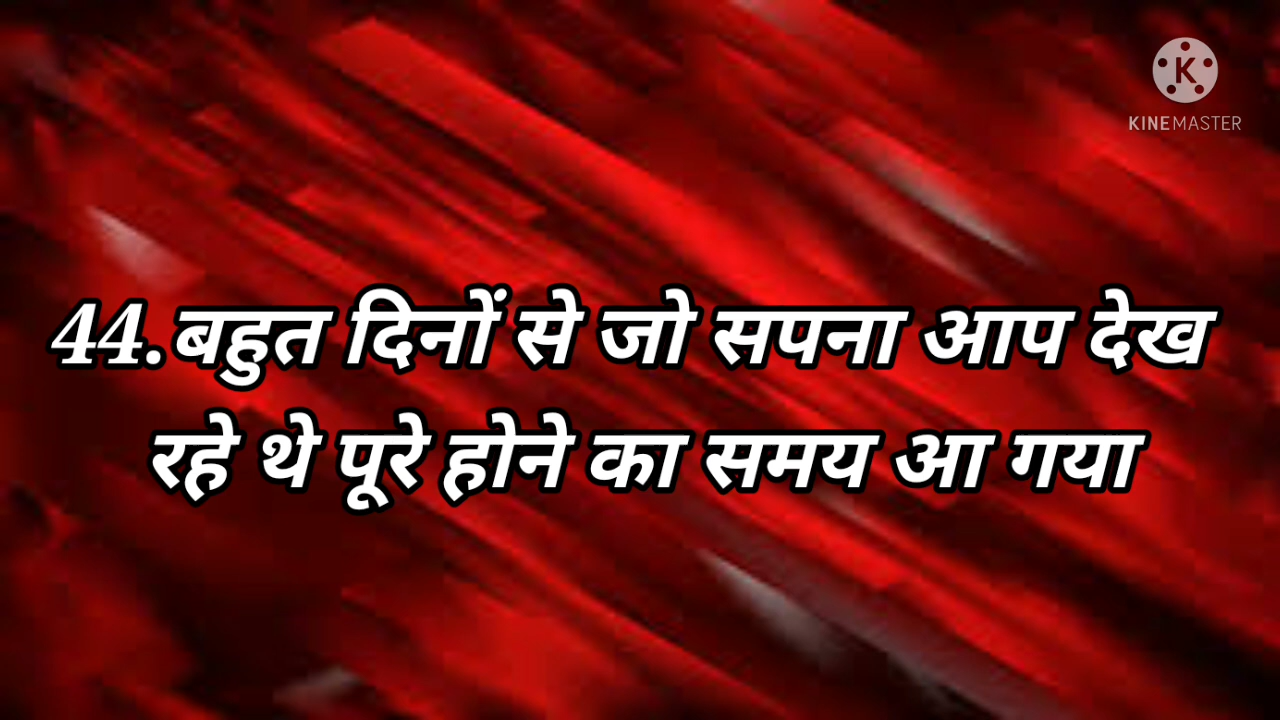 K
KINEMASTER
44.बहुत दिनों से जो सपना आप देख
रहे थे पूरे होने का समय आ गया